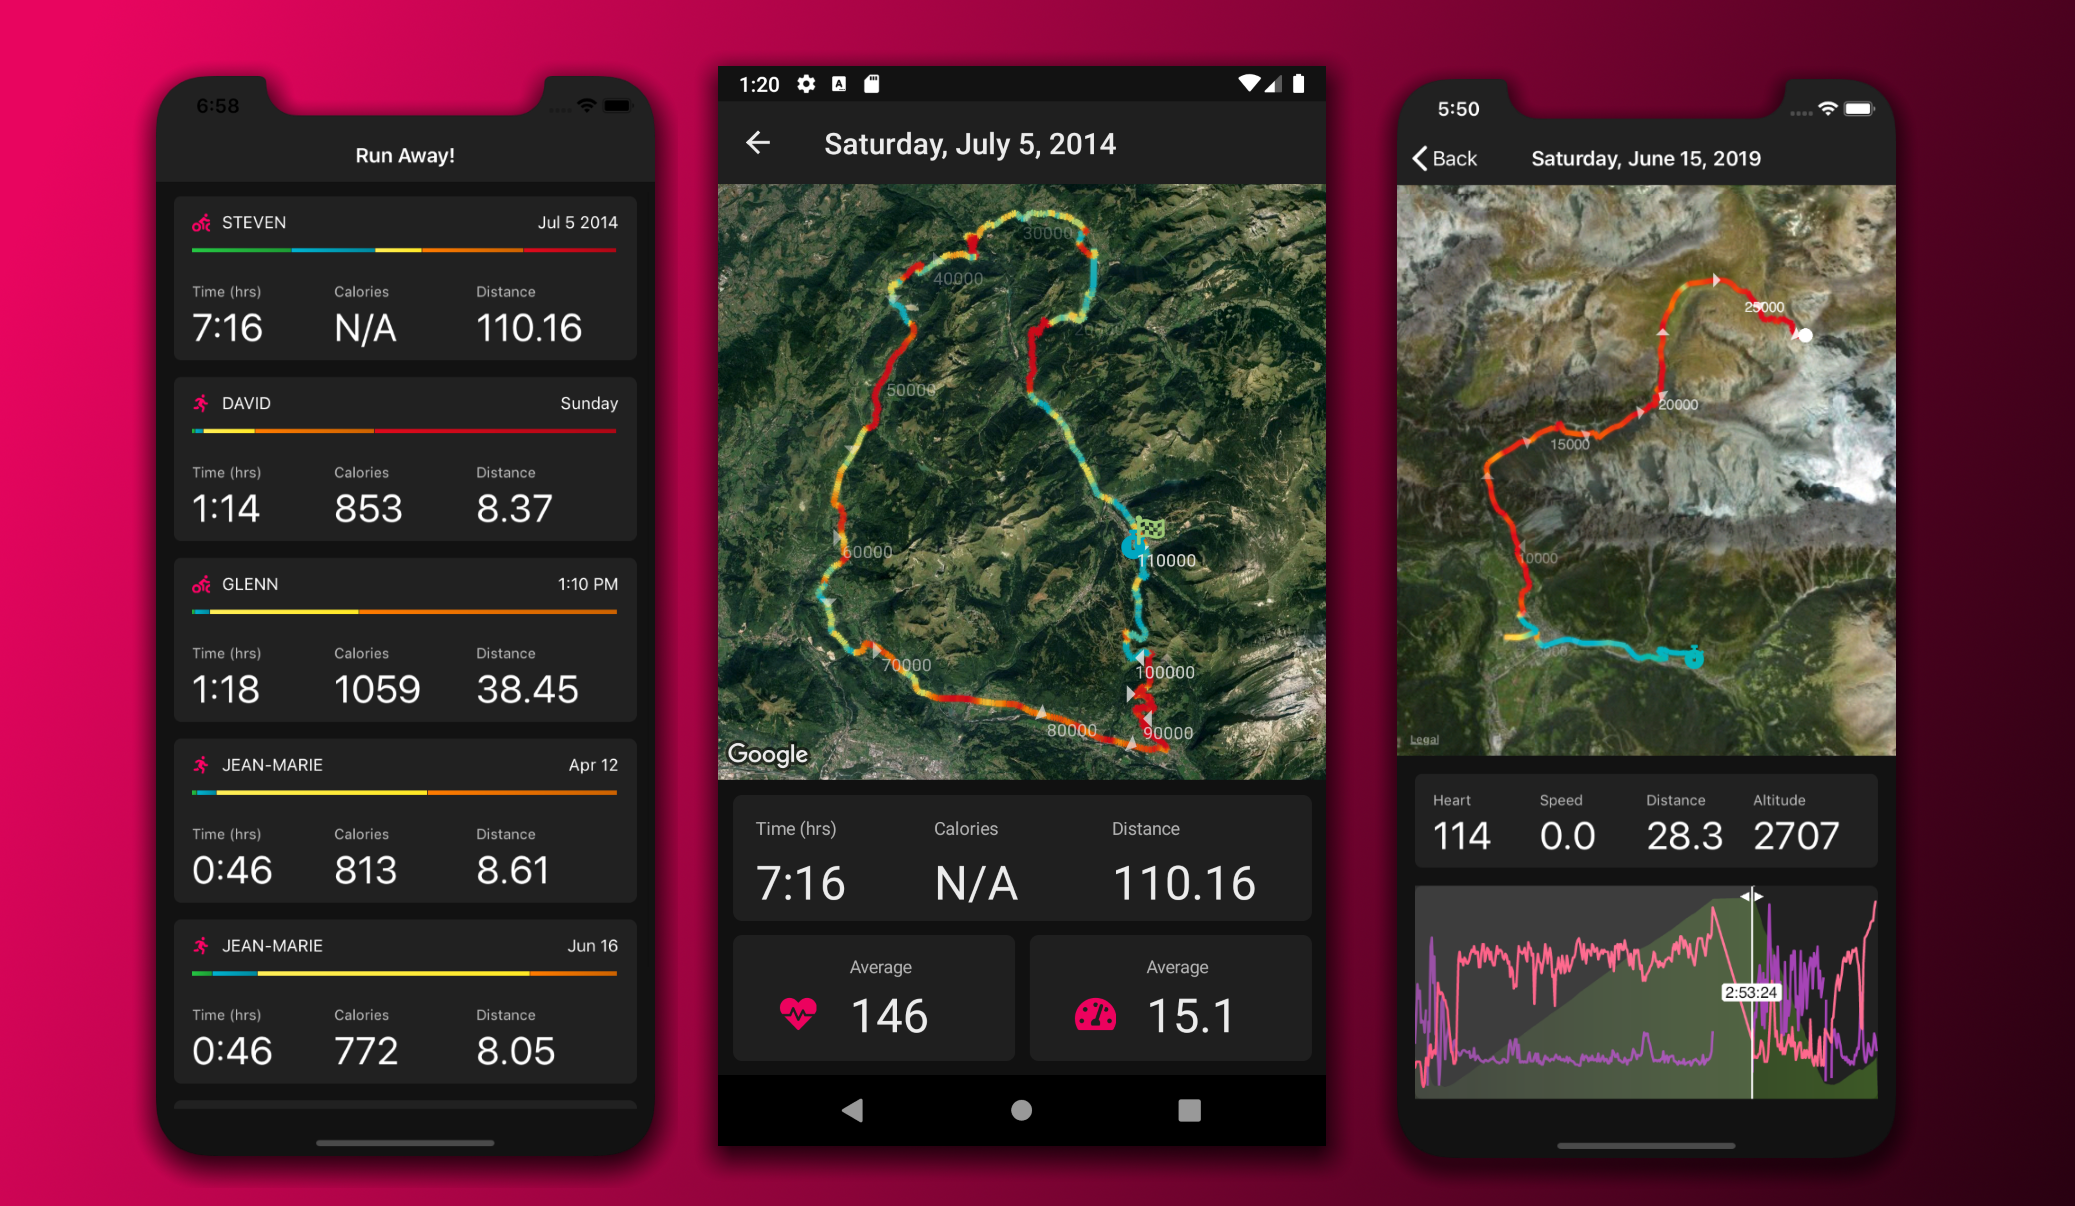 6:58
Run Away!
STEVEN Jul 5 2014
Time (hrs) Calories Distance
7:16 N/A 110.16
DAVID Sunday
Time (hrs) Calories Distance
1:14 853 8.37
GLENN 1:10 PM
Time (hrs) Calories Distance
1:18 1059 38.45
JEAN-MARIE Apr 12
Time (hrs) Calories Distance
0:46 813 8.61
JEAN-MARIE Jun 16
Time (hrs) Calories Distance
0:46 772 8.05
1:20 A
Saturday, July 5, 2014
30000
40000
50000
110000
60000
70000
100000
80000
90000
Google
Time (hrs) Calories Distance
7:16 N/A 110.16
Average Average
146 15.1
5:50
Back Saturday, June 15, 2019
25000
20000
15000
10000
Legal
Heart Speed Distance Altitude
114 0.0 28.3 2707
2:53:24